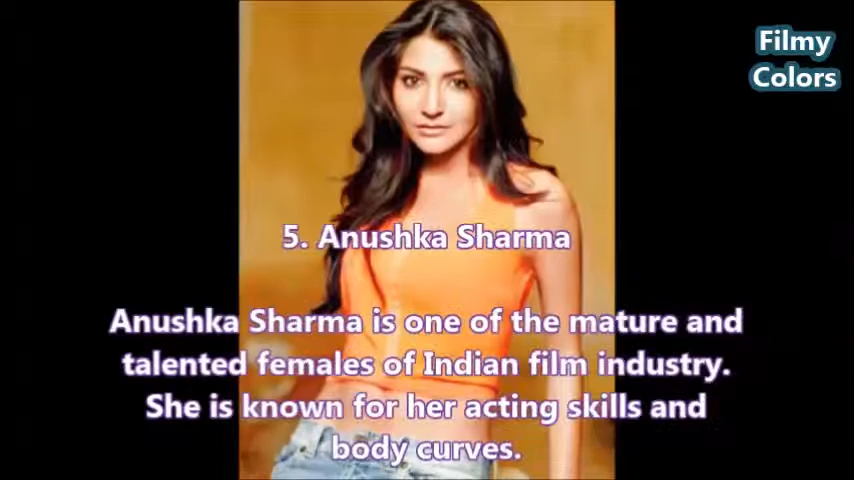 Filmy
Colors
5. Anushka Sharma
Anushka Sharma is one of the mature and
talented females of Indian film industry.
She is known for her acting skills and
body curves.